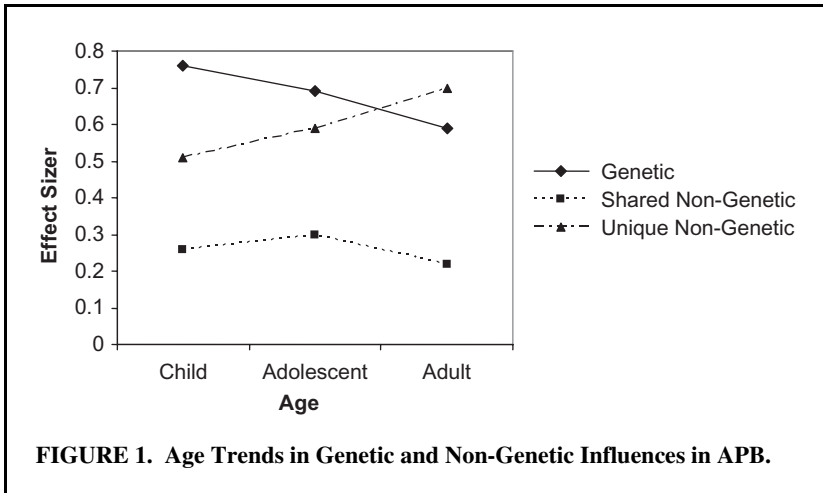 0.8
0.7
0.6
0.5
0.4
0.3
0.2
0.1
0
Effect Sizer
Child Adolescent Adult
Age
Genetic
Shared Non-Genetic
Unique Non-Genetic
FIGURE 1. Age Trends in Genetic and Non-Genetic Influences in APB.